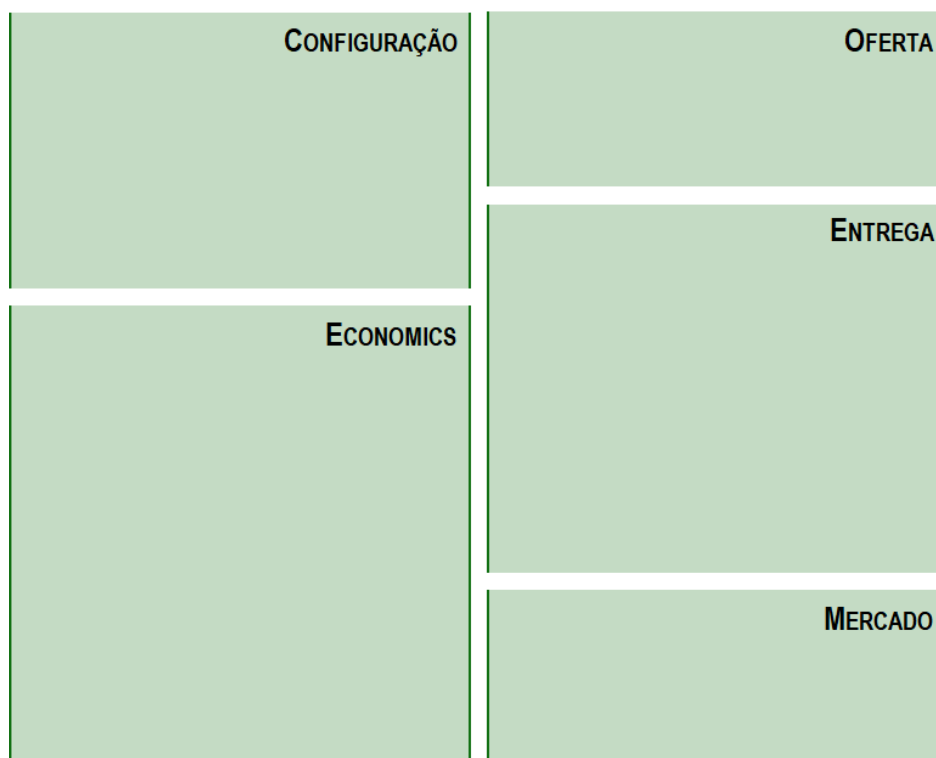 CONFIGURAÇÃO
OFERTA
ENTREGA
ECONOMICS
MERCADO